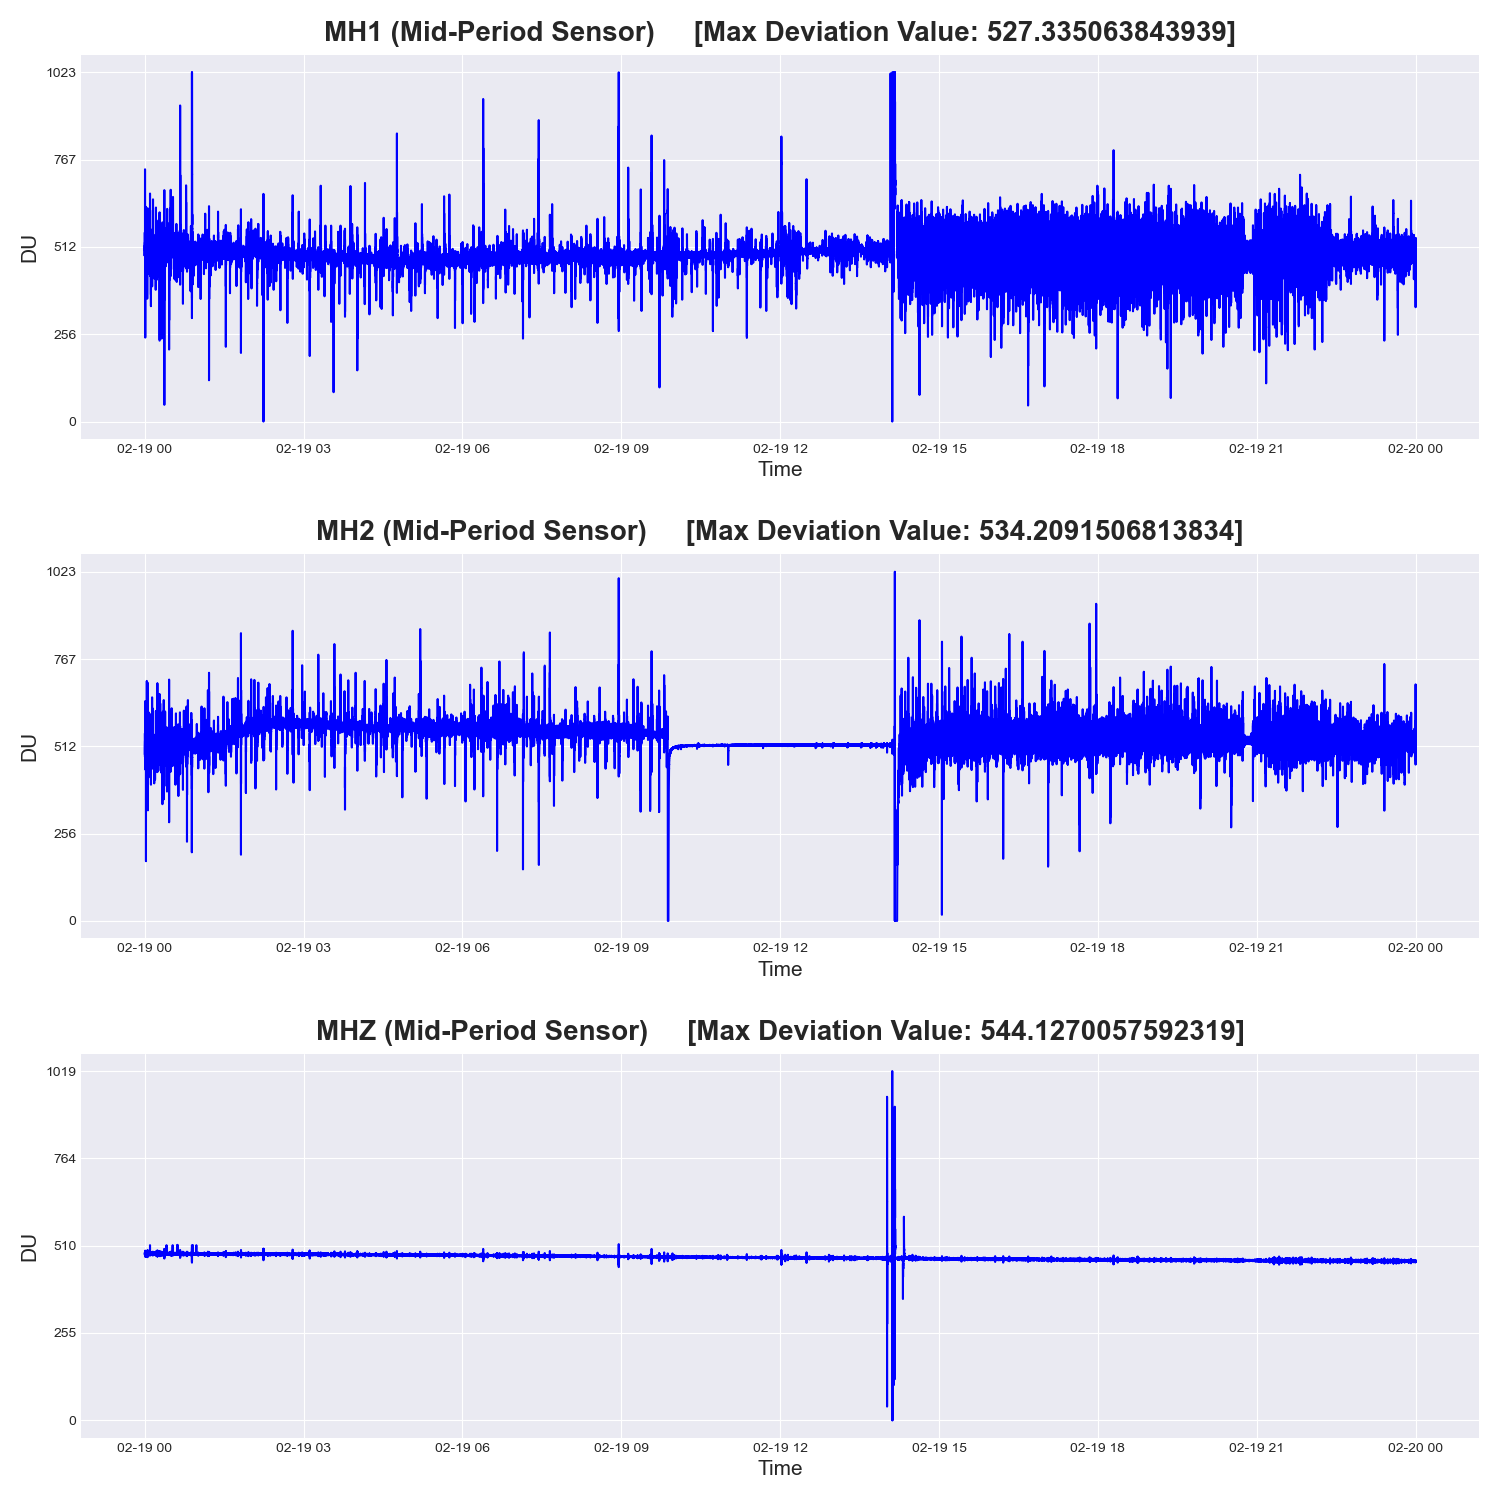 MH1 (Mid-Period Sensor) [Max Deviation Value: 527.335063843939]
1023
767
512
256
0
DU
02-19 00 02-19 03 02-19 06 02-19 09 02-19 12 02-19 15 02-19 18 02-19 21 02-20 00
Time
MH2 (Mid-Period Sensor) [Max Deviation Value: 534.2091506813834]
1023
767
512
256
0
DU
02-19 00 02-19 03 02-19 06 02-19 09 02-19 12 02-19 15 02-19 18 02-19 21 02-20 00
Time
MHZ (Mid-Period Sensor) [Max Deviation Value: 544.1270057592319]
1019
764
510
255
0
DU
02-19 00 02-19 03 02-19 06 02-19 09 02-19 12 02-19 15 02-19 18 02-19 21 02-20 00
Time